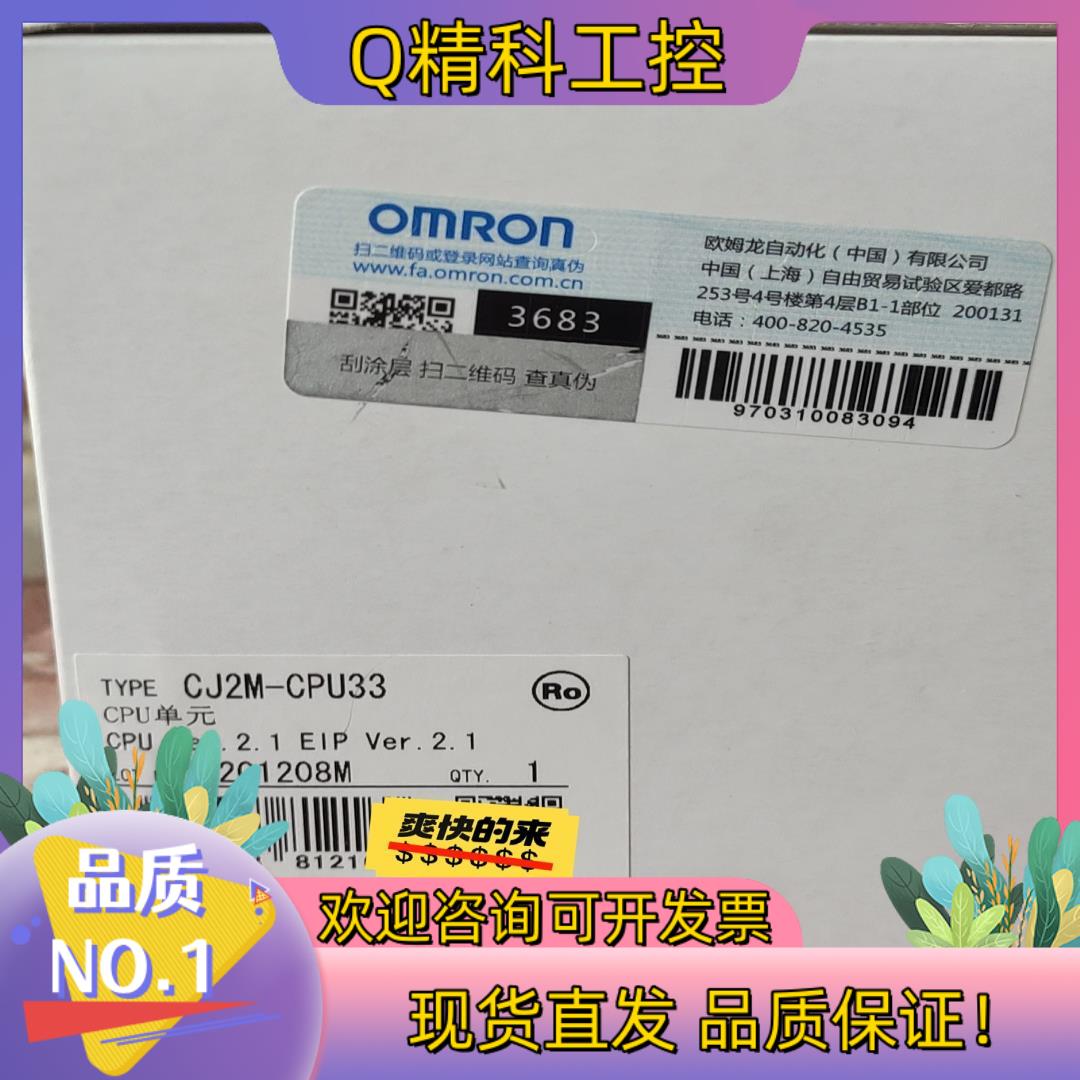 Q精科工控
OMRON
扫二维码或登录网站查询真伪
www.fa.omron.com.cn
3683
刮涂层 扫二维码 查真伪
欧姆龙自动化(中国)有限公司
中国(上海)自由贸易试验区爱都路
253号4号楼第4层B1-1部位 200131
电话:400-820-4535
970310083094
TYPE CJ2M-CPU33
Ro
CPU单元
CPU .2.1 EIP Ver.2.1
201208M QTY. 1
8121
爽快的来
$$$$$$
品质
NO.1
欢迎咨询可开发票
现货直发 品质保证!